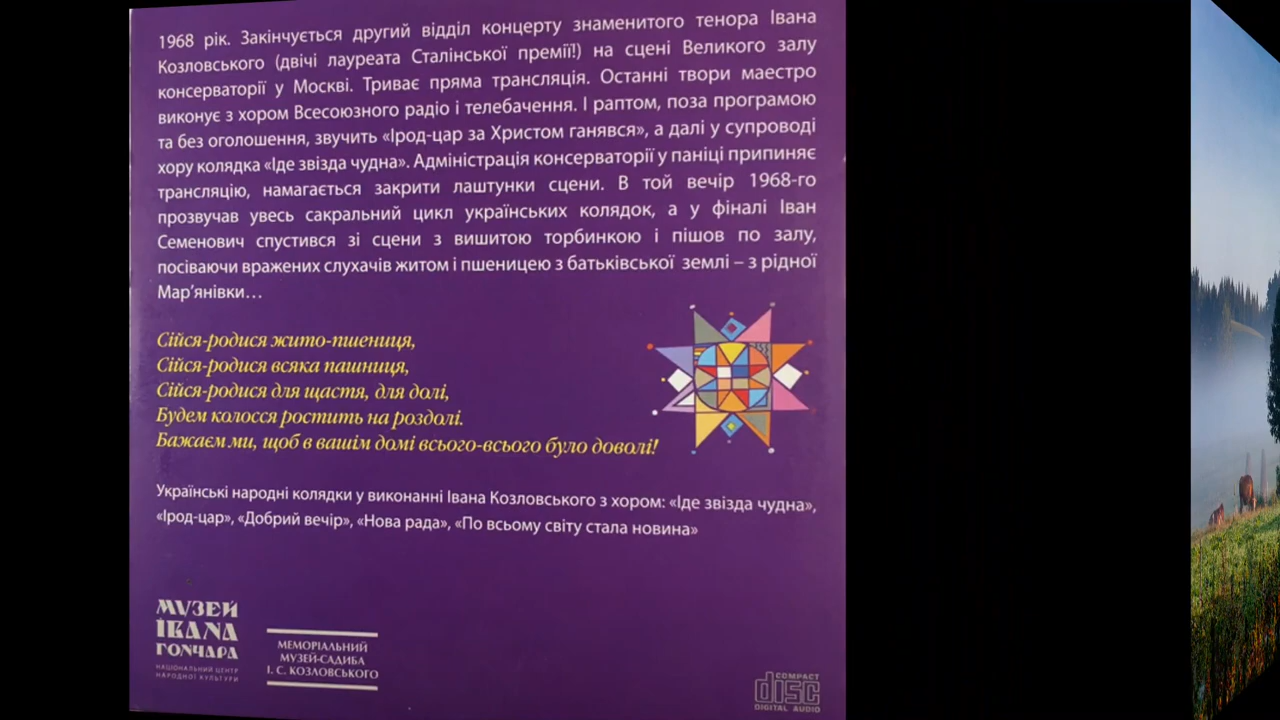 1968 рік. Закінчується другий відділ концерту знаменитого тенора Івана
Козловського (двічі лауреата Сталінської премії!) на сцені Великого залу
консерваторії у Москві. Триває пряма трансляція. Останні твори маестро
виконує з хором Всесоюзного радіо і телебачення. І раптом, поза програмою
та без оголошення, звучить «Ірод-цар за Христом ганявся», а далі у супроводі
хору колядка «Іде звізда чудна». Адміністрація консерваторії у паніці припиняє
трансляцію, намагається закрити лаштунки сцени. В той вечір 1968-го
прозвучав увесь сакральний цикл українських колядок, а у фіналі Іван
Семенович спустився зі сцени з вишитою торбинкою і пішов по залу,
посіваючи вражених слухачів житом і пшеницею з батьківської землі – з рідної
Мар’янівки…
Сійся-родися жито-пшениця,
Сійся-родися всяка пашниця,
Сійся-родися для щастя, для долі,
Будем колосся ростить на роздолі.
Бажаєм ми, щоб в вашім домі всього-всього було доволі!
Українські народні колядки у виконанні Івана Козловського з хором: «Іде звізда чудна»,
«Ірод-цар», «Добрий вечір», «Нова рада», «По всьому світу стала новина»
МУЗЕЙ
ІВАНА
ГОНЧАРА
НАЦІОНАЛЬНИЙ ЦЕНТР
НАРОДНОЇ КУЛЬТУРИ
МЕМОРІАЛЬНИЙ
МУЗЕЙ-САДИБА
І. С. КОЗЛОВСЬКОГО
COMPACT
disc
DIGITAL AUDIO